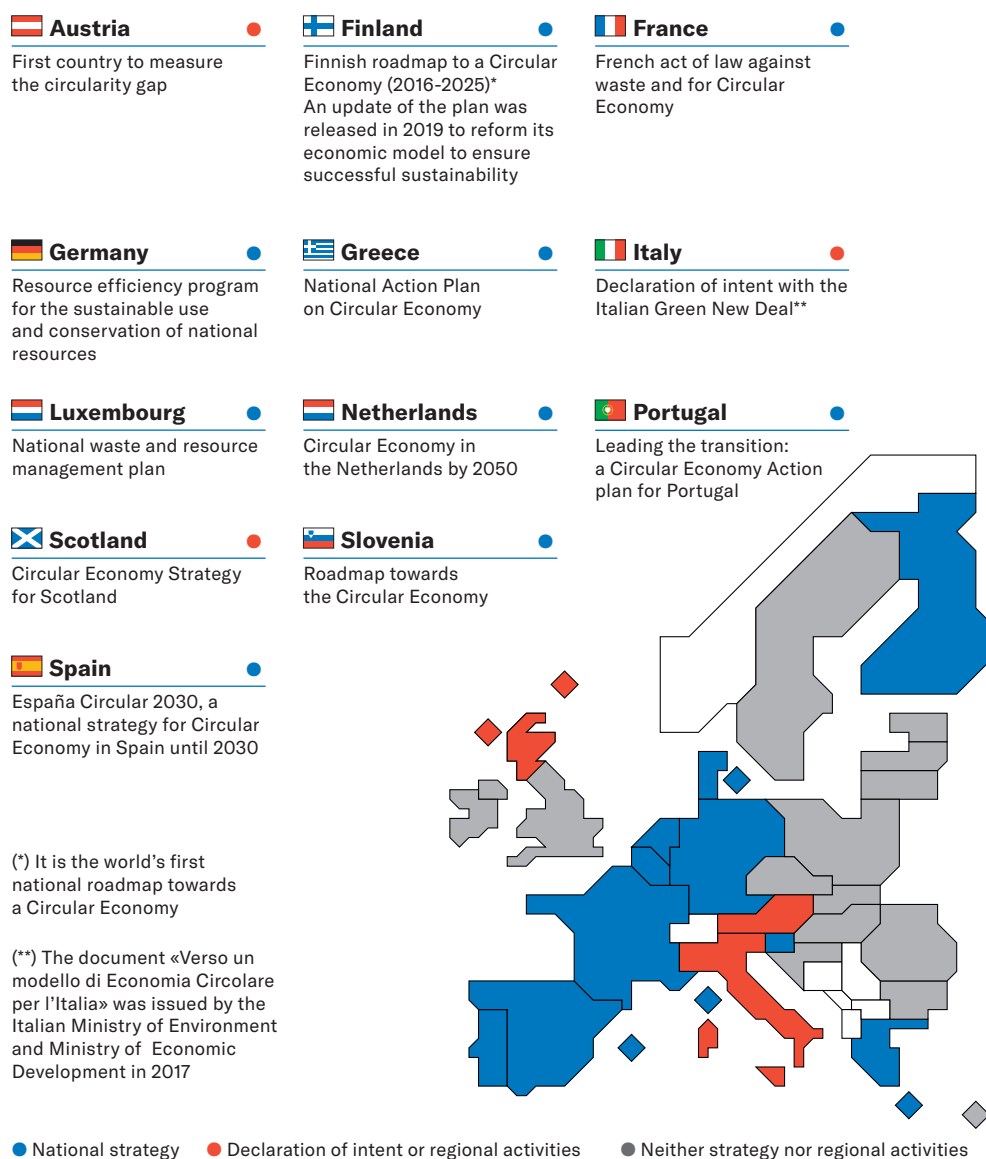 Austria
First country to measure
the circularity gap
Finland
Finnish roadmap to a Circular
Economy (2016-2025)*
An update of the plan was
released in 2019 to reform its
economic model to ensure
successful sustainability
France
French act of law against
waste and for Circular
Economy
Germany
Resource efficiency program
for the sustainable use
and conservation of national
resources
Greece
National Action Plan
on Circular Economy
Italy
Declaration of intent with the
Italian Green New Deal**
Luxembourg
National waste and resource
management plan
Netherlands
Circular Economy in
the Netherlands by 2050
Portugal
Leading the transition:
a Circular Economy Action
plan for Portugal
Scotland
Circular Economy Strategy
for Scotland
Slovenia
Roadmap towards
the Circular Economy
Spain
España Circular 2030, a
national strategy for Circular
Economy in Spain until 2030
(*) It is the world’s first
national roadmap towards
a Circular Economy
(**) The document «Verso un
modello di Economia Circolare
per l’Italia» was issued by the
Italian Ministry of Environment
and Ministry of Economic
Development in 2017
National strategy
Declaration of intent or regional activities
Neither strategy nor regional activities